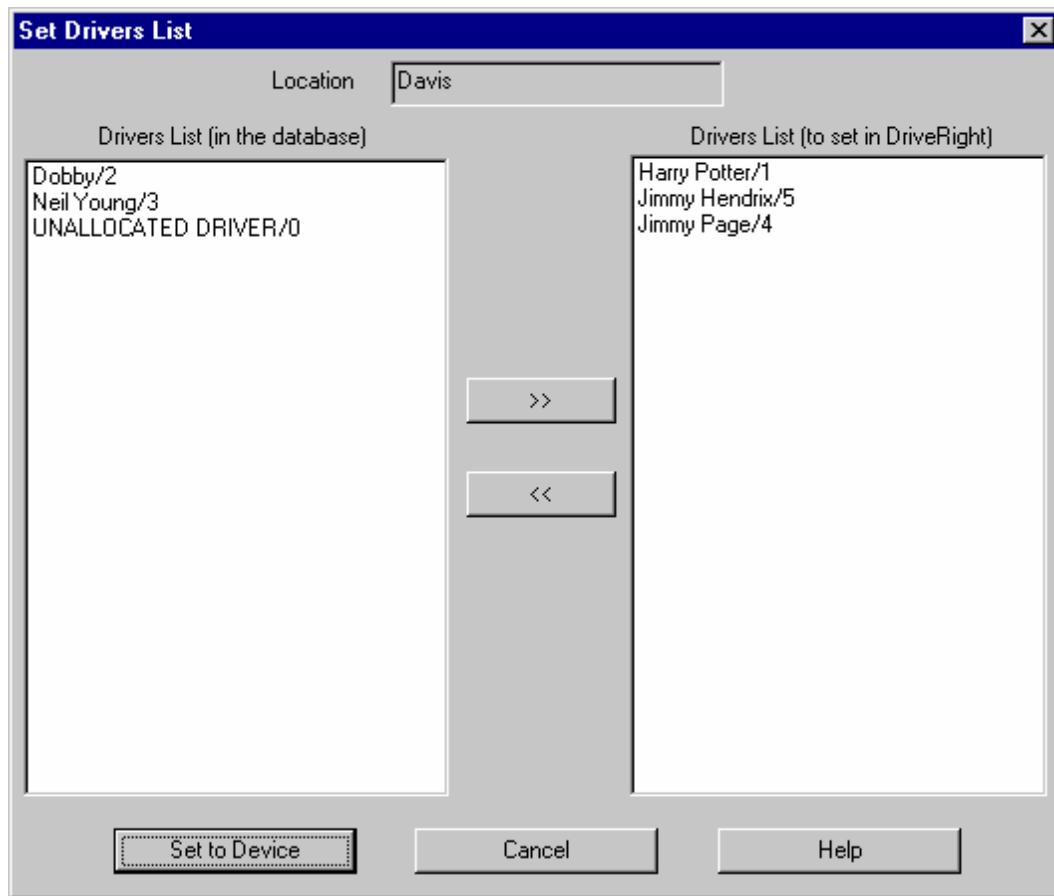 Set Drivers List
Location Davis
Drivers List (in the database)
Dobby/2
Neil Young/3
UNALLOCATED DRIVER/0
>>
<<
Drivers List (to set in DriveRight)
Harry Potter/1
Jimmy Hendrix/5
Jimmy Page/4
Set to Device
Cancel
Help